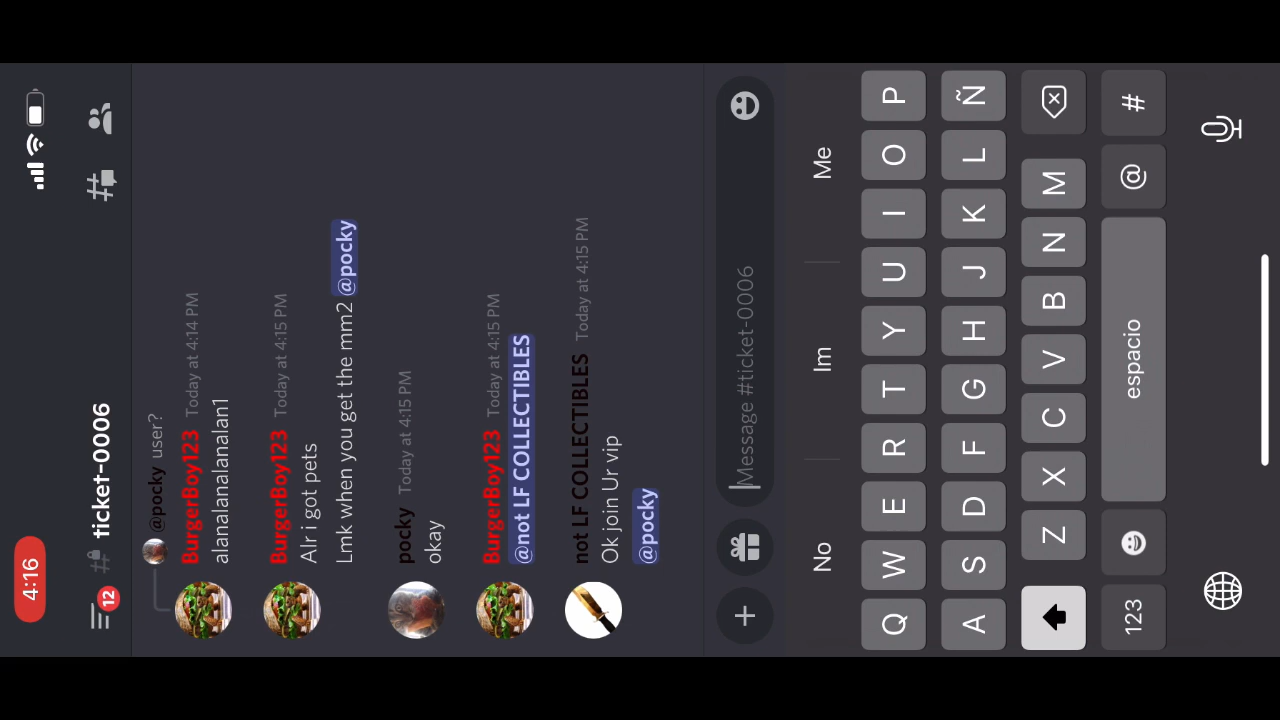 4:16
12
# ticket-0006
@pocky user?
BurgerBoy123 Today at 4:14 PM
alanalanalanalan1
BurgerBoy123 Today at 4:15 PM
Alr i got pets
Lmk when you get the mm2 @pocky
pocky Today at 4:15 PM
okay
BurgerBoy123 Today at 4:15 PM
@not LF COLLECTIBLES
not LF COLLECTIBLES Today at 4:15 PM
Ok join Ur vip
@pocky
Message #ticket-0006
No Im Me
Q W E R T Y U I O P
A S D F G H J K L Ñ
Z X C V B N M
123 espacio @ #